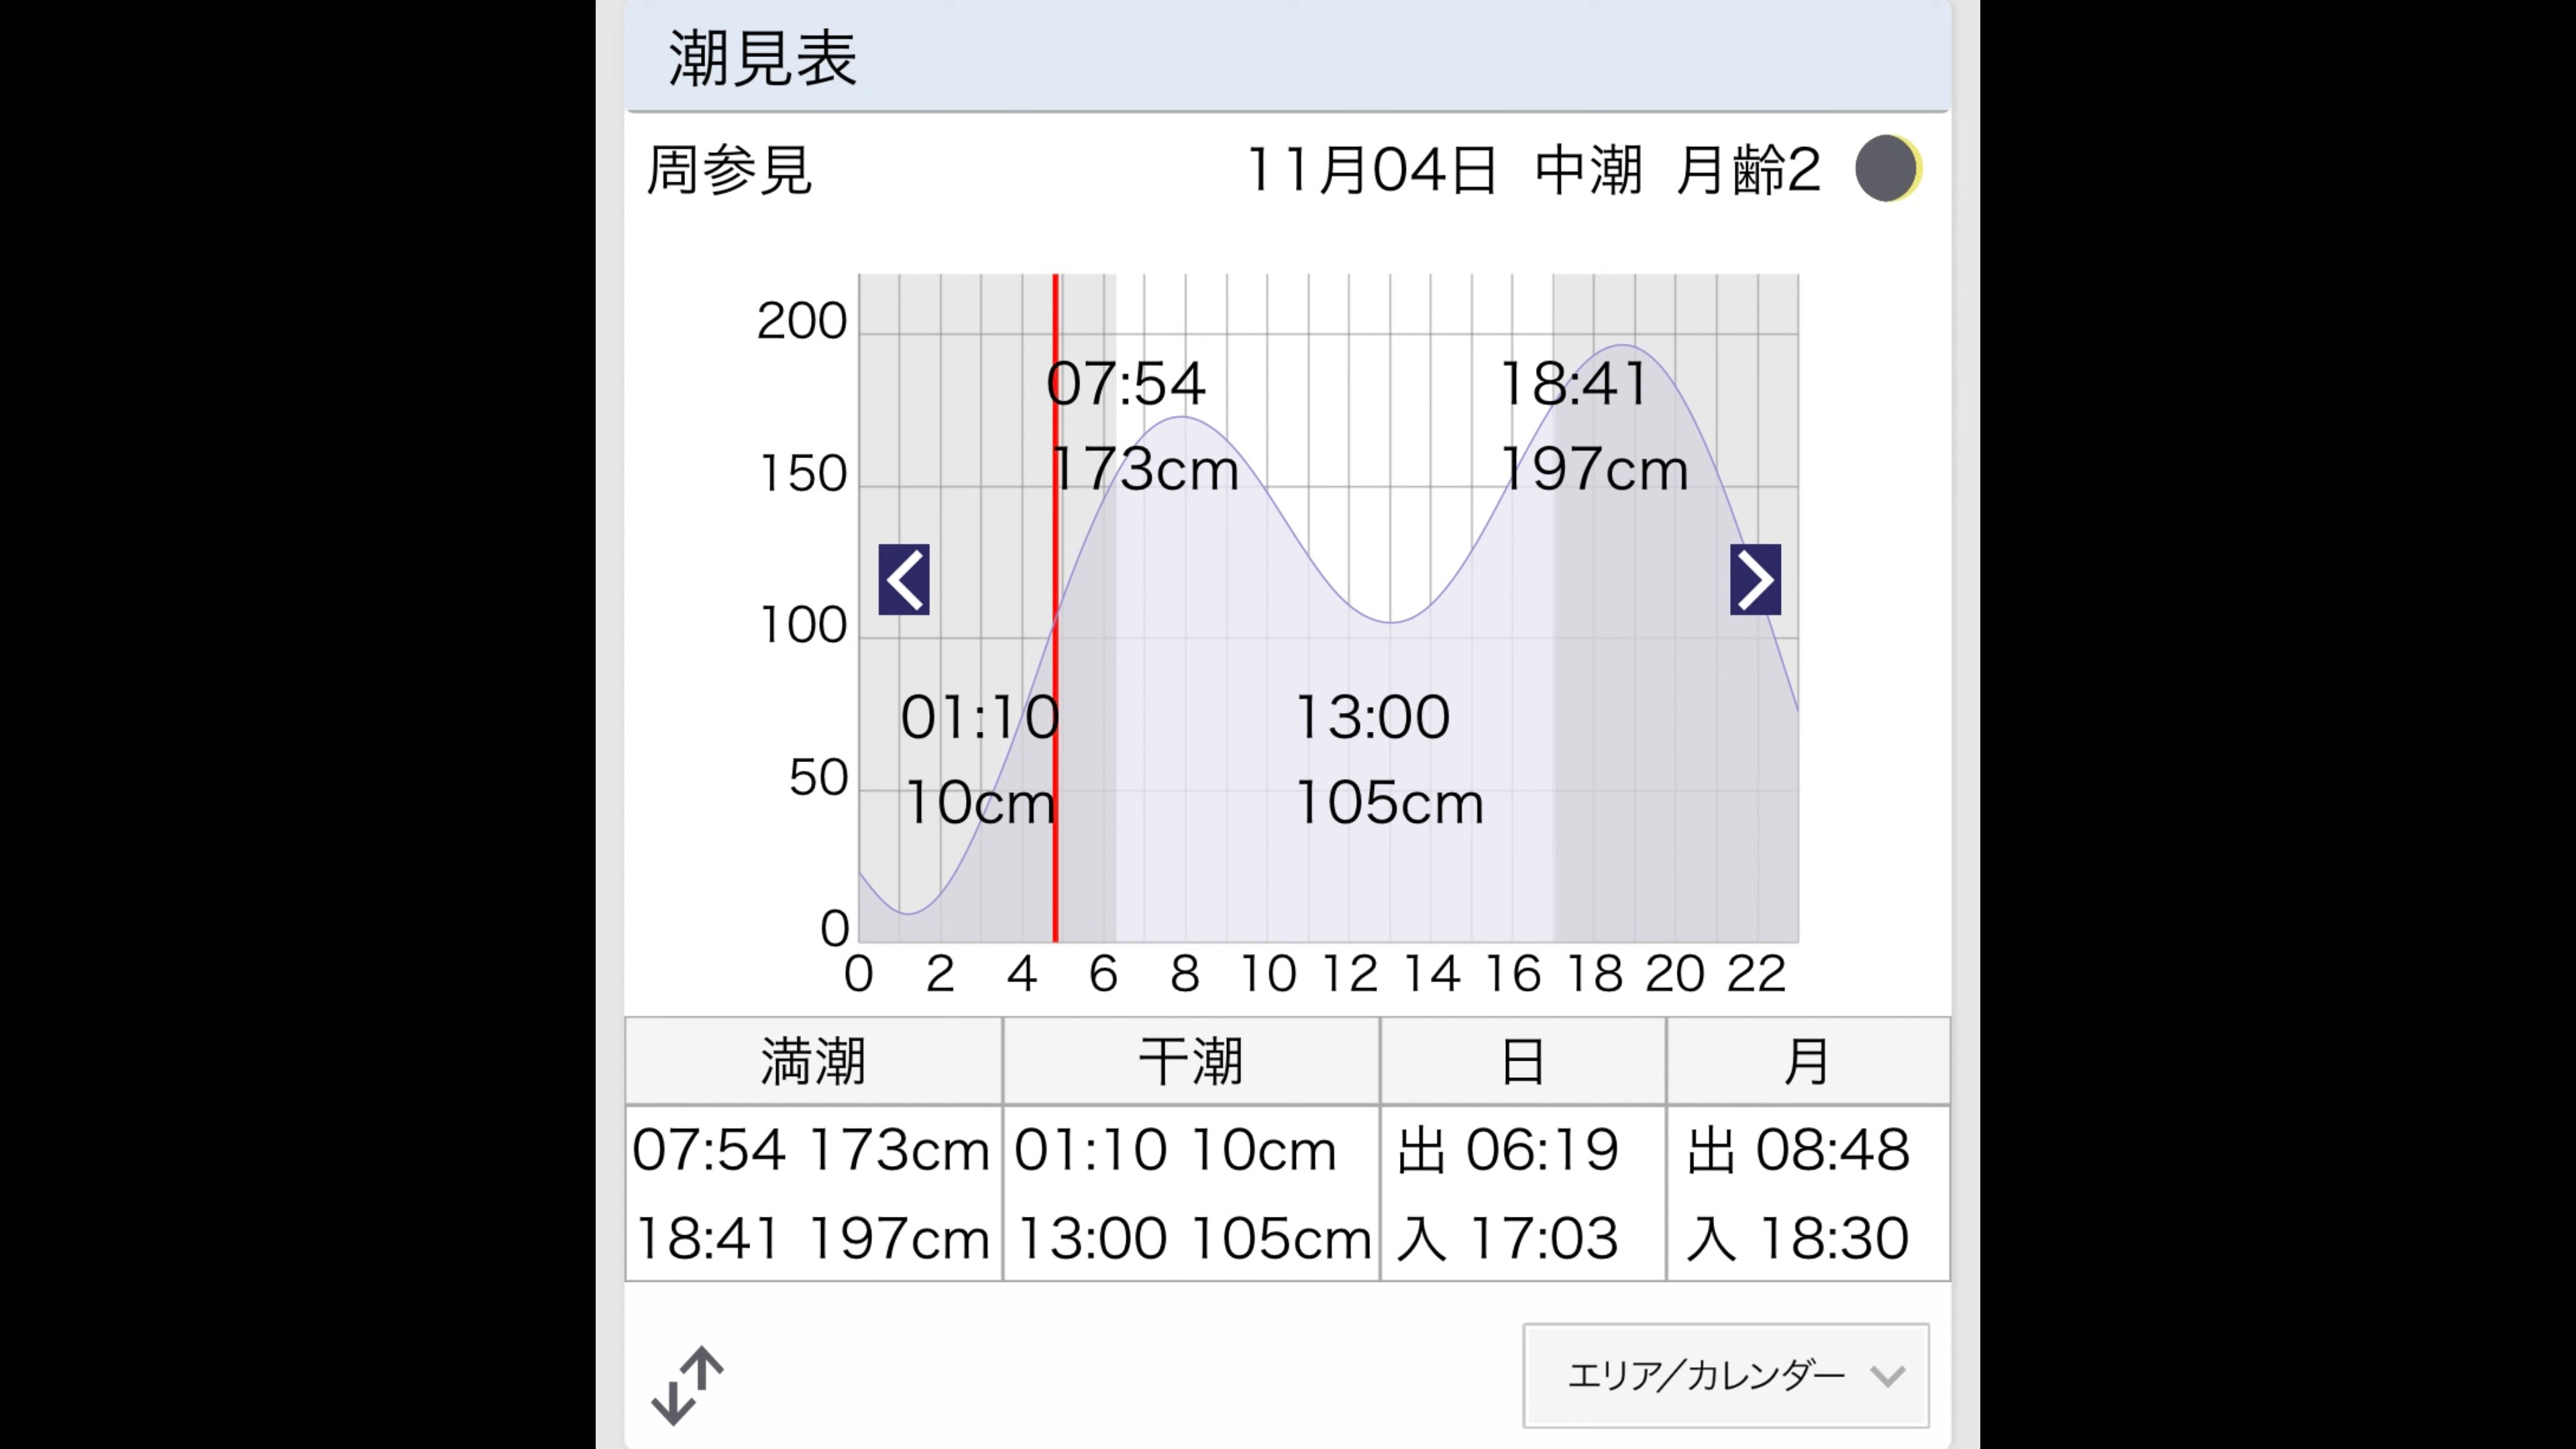 潮見表
周参見
11月04日 中潮 月齢2
200
150
100
50
0
07:54
173cm
18:41
197cm
01:10
10cm
13:00
105cm
0 2 4 6 8 10 12 14 16 18 20 22
満潮 干潮 日 月
07:54 173cm 01:10 10cm 出 06:19 出 08:48
18:41 197cm 13:00 105cm 入 17:03 入 18:30
エリア／カレンダー